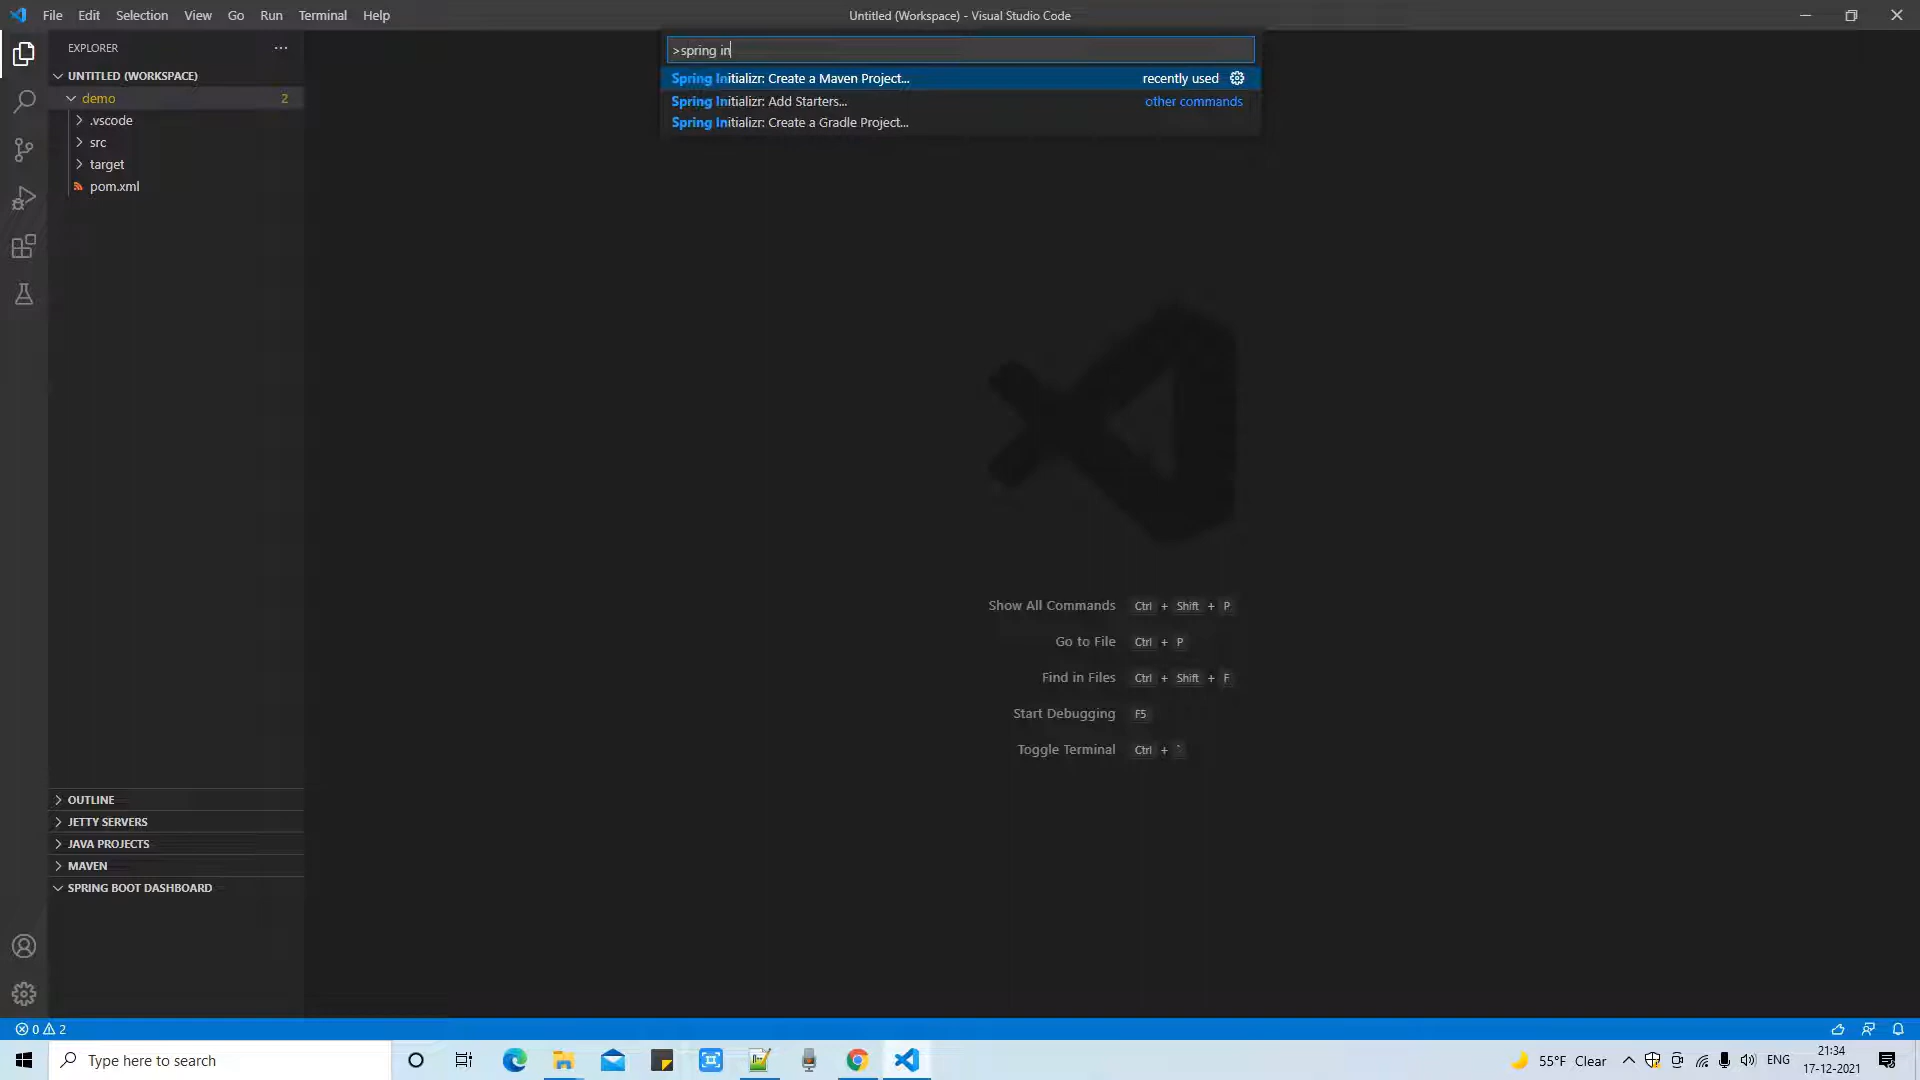 File Edit Selection View Go Run Terminal Help
Untitled (Workspace) - Visual Studio Code
>spring in
Spring Initializr: Create a Maven Project... recently used
Spring Initializr: Add Starters... other commands
Spring Initializr: Create a Gradle Project...
EXPLORER
UNTITLED (WORKSPACE)
demo 2
.vscode
src
target
pom.xml
Show All Commands Ctrl + Shift + P
Go to File Ctrl + P
Find in Files Ctrl + Shift + F
Start Debugging F5
Toggle Terminal Ctrl + `
OUTLINE
JETTY SERVERS
JAVA PROJECTS
MAVEN
SPRING BOOT DASHBOARD
0 2
Type here to search
55°F Clear
ENG
21:34
17-12-2021